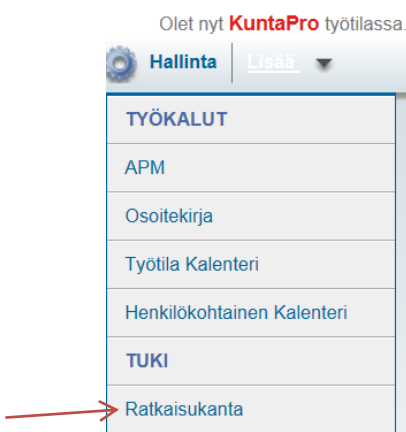 Olet nyt KuntaPro työtilassa.
Hallinta Lisää
TYÖKALUT
APM
Osoitekirja
Työtila Kalenteri
Henkilökohtainen Kalenteri
TUKI
Ratkaisukanta